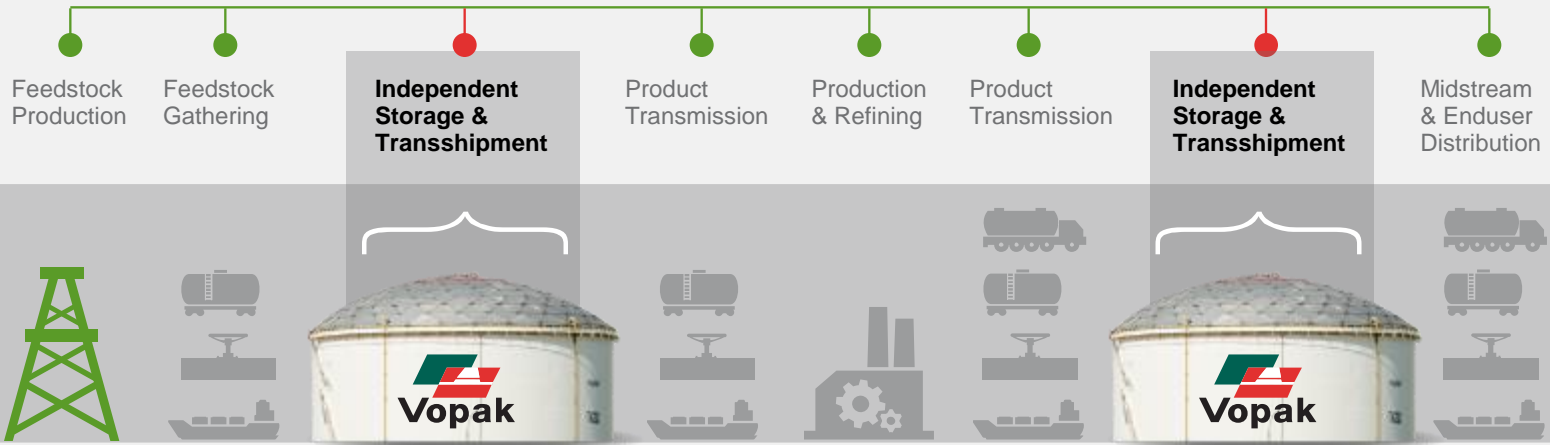 Feedstock
Production
Feedstock
Gathering
Independent
Storage &
Transshipment
Product
Transmission
Production
& Refining
Product
Transmission
Independent
Storage &
Transshipment
Midstream
& Enduser
Distribution
Vopak
Vopak